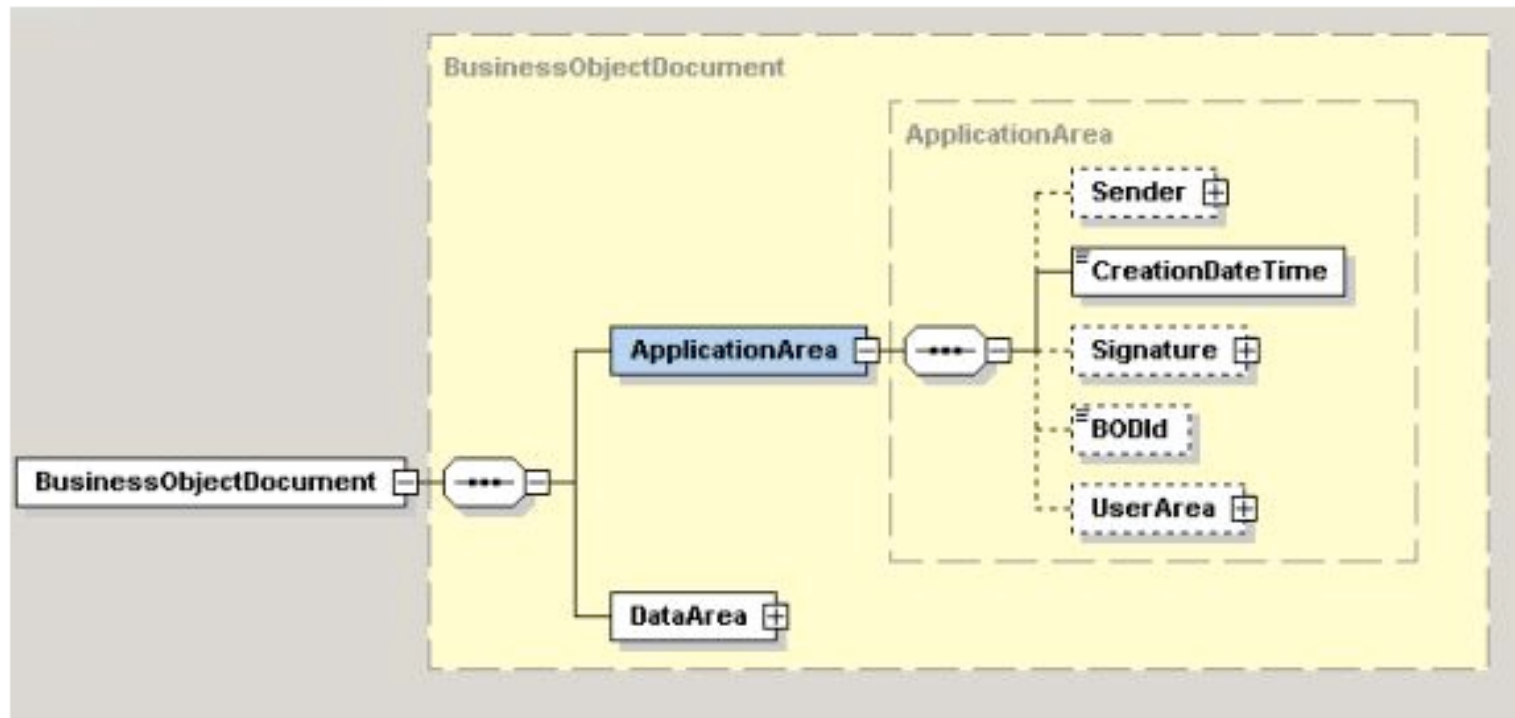 BusinessObjectDocument
ApplicationArea
Sender
CreationDateTime
ApplicationArea
Signature
BODId
BusinessObjectDocument
UserArea
DataArea